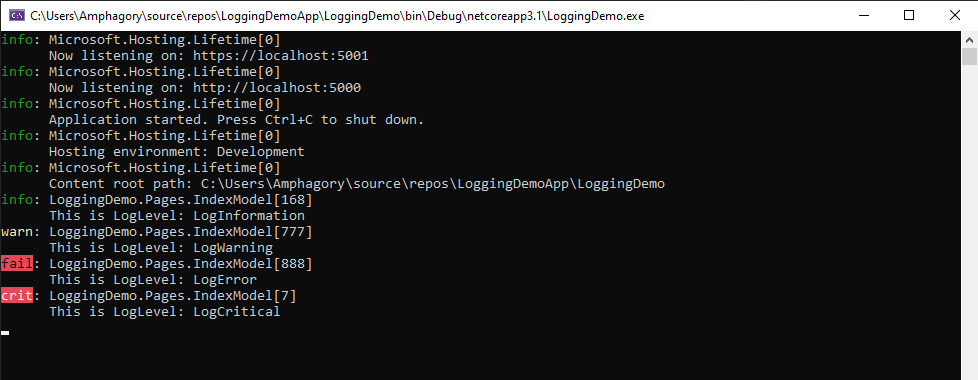 C:\Users\Amphagory\source\repos\LoggingDemoApp\LoggingDemo\bin\Debug\netcoreapp3.1\LoggingDemo.exe
info: Microsoft.Hosting.Lifetime[0]
Now listening on: https://localhost:5001
info: Microsoft.Hosting.Lifetime[0]
Now listening on: http://localhost:5000
info: Microsoft.Hosting.Lifetime[0]
Application started. Press Ctrl+C to shut down.
info: Microsoft.Hosting.Lifetime[0]
Hosting environment: Development
info: Microsoft.Hosting.Lifetime[0]
Content root path: C:\Users\Amphagory\source\repos\LoggingDemoApp\LoggingDemo
info: LoggingDemo.Pages.IndexModel[168]
This is LogLevel: LogInformation
warn: LoggingDemo.Pages.IndexModel[777]
This is LogLevel: LogWarning
fail: LoggingDemo.Pages.IndexModel[888]
This is LogLevel: LogError
crit: LoggingDemo.Pages.IndexModel[7]
This is LogLevel: LogCritical